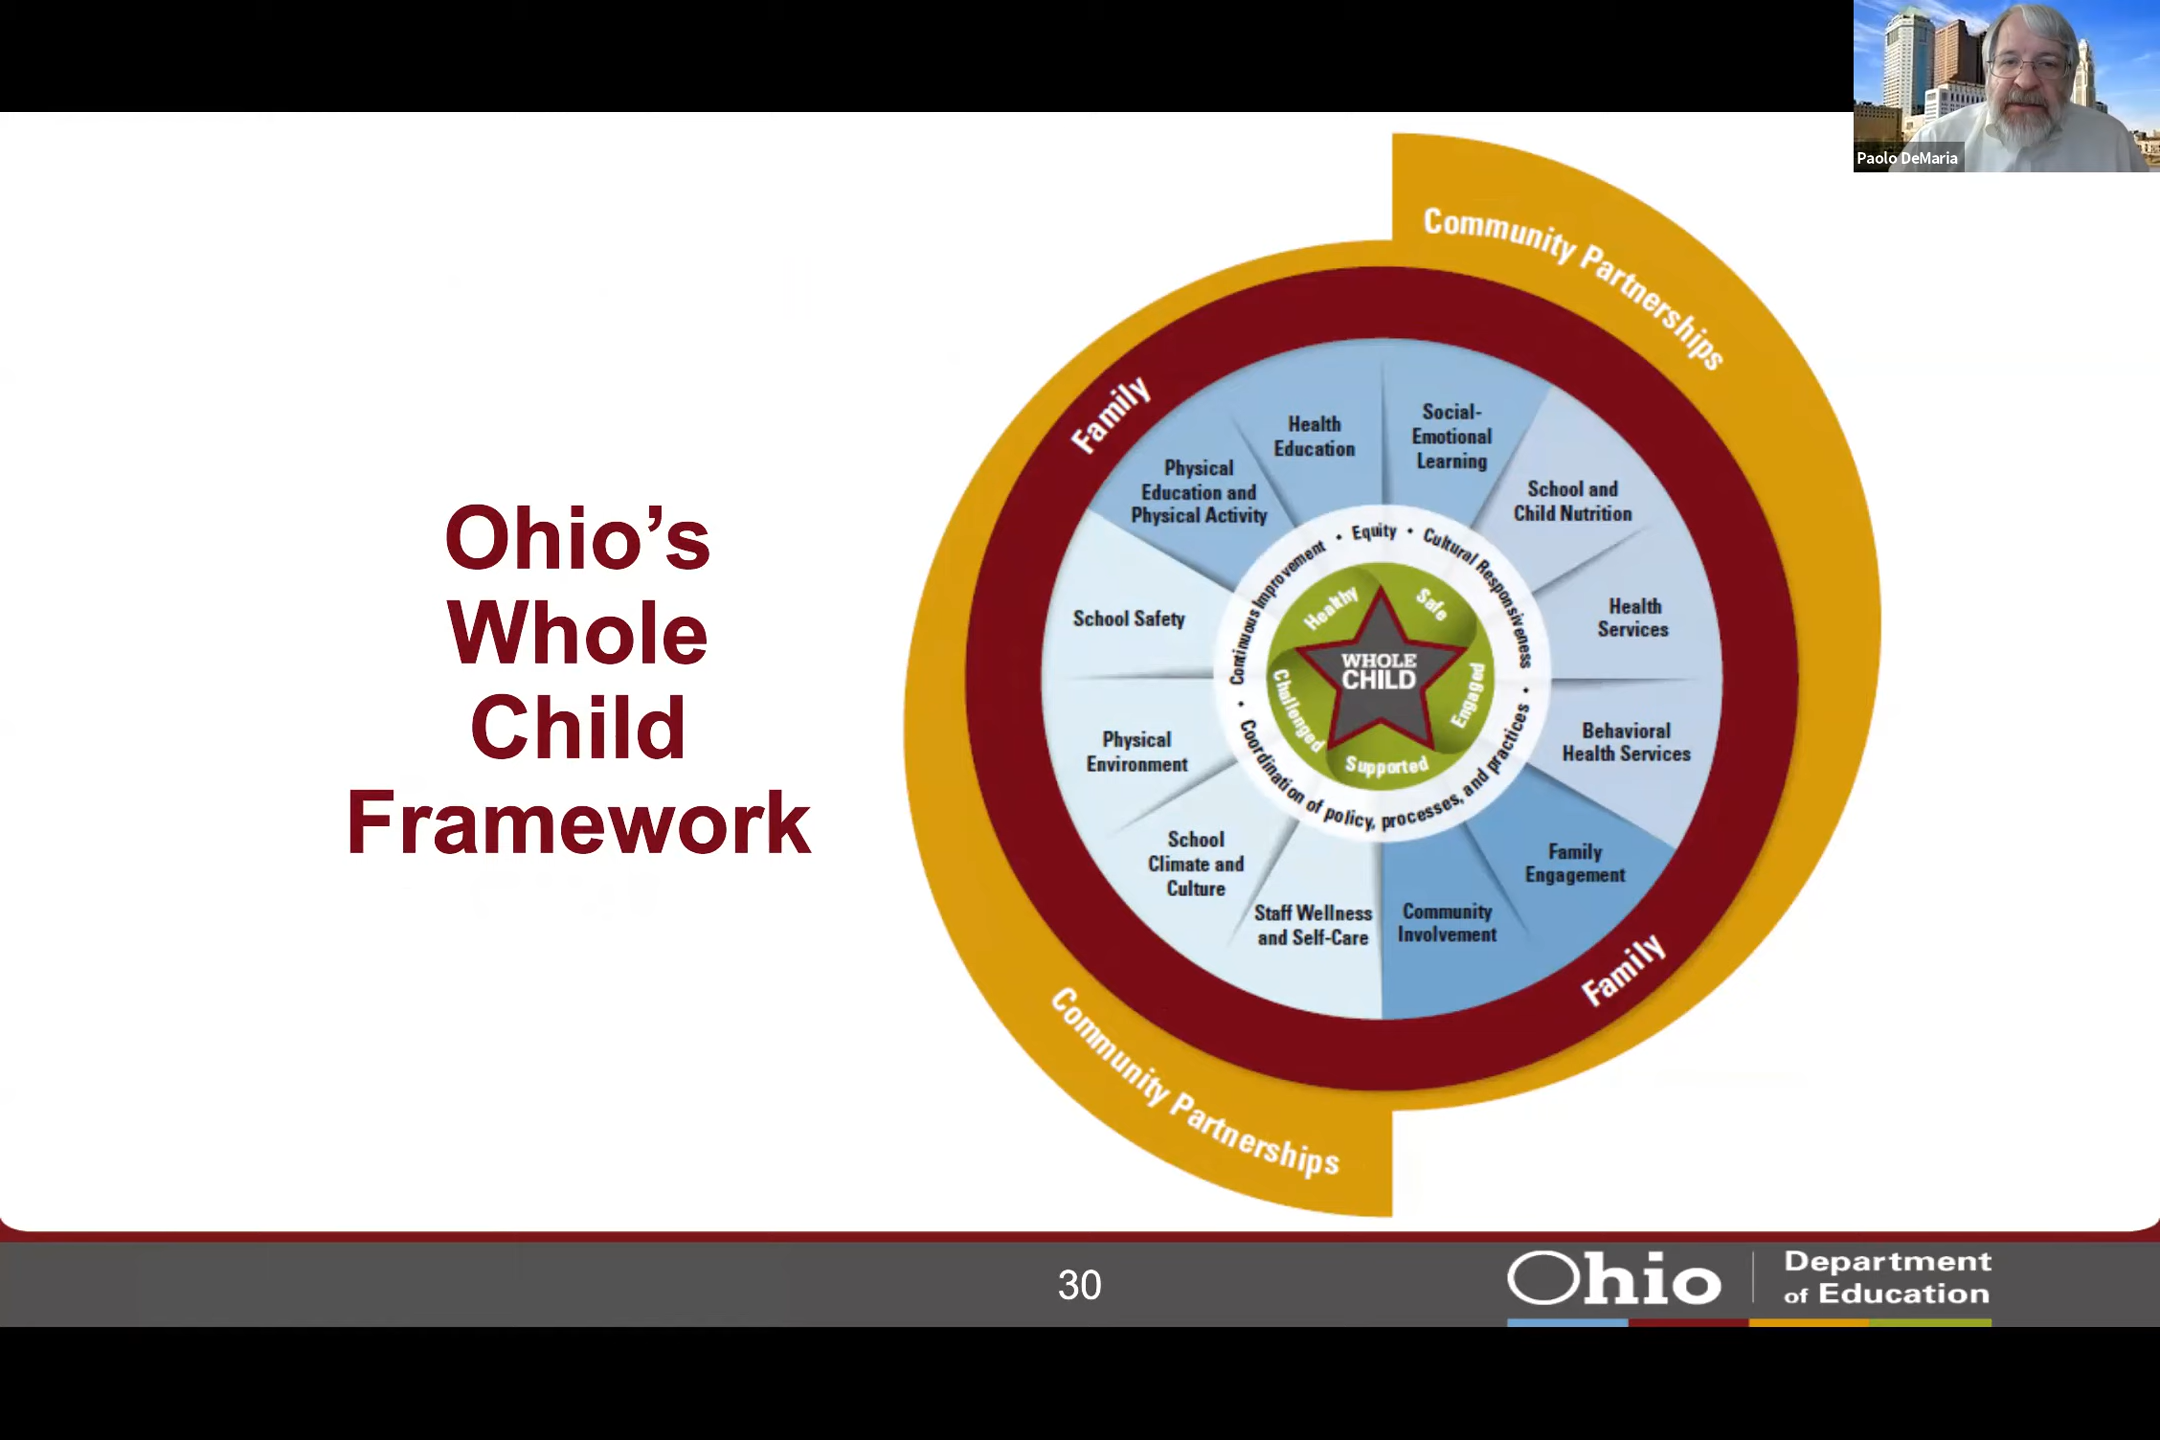 Paolo DeMaria
Ohio’s
Whole
Child
Framework
Community Partnerships
Family
Health
Education
Social-
Emotional
Learning
Physical
Education and
Physical Activity
School and
Child Nutrition
School Safety
Health
Services
Physical
Environment
Behavioral
Health Services
School
Climate and
Culture
Family
Engagement
Staff Wellness
and Self-Care
Community
Involvement
• Continuous Improvement • Equity • Cultural Responsiveness •
Coordination of policy, processes, and practices
Healthy
Safe
Engaged
Supported
Challenged
WHOLE
CHILD
Family
Community Partnerships
30
Ohio
Department
of Education